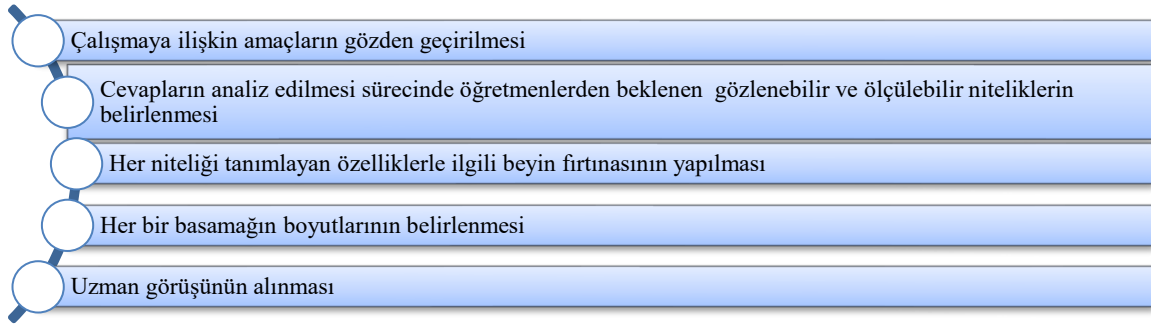 Çalışmaya ilişkin amaçların gözden geçirilmesi
Cevapların analiz edilmesi sürecinde öğretmenlerden beklenen gözlenebilir ve ölçülebilir niteliklerin
belirlenmesi
Her niteliği tanımlayan özelliklerle ilgili beyin fırtınasının yapılması
Her bir basamağın boyutlarının belirlenmesi
Uzman görüşünün alınması